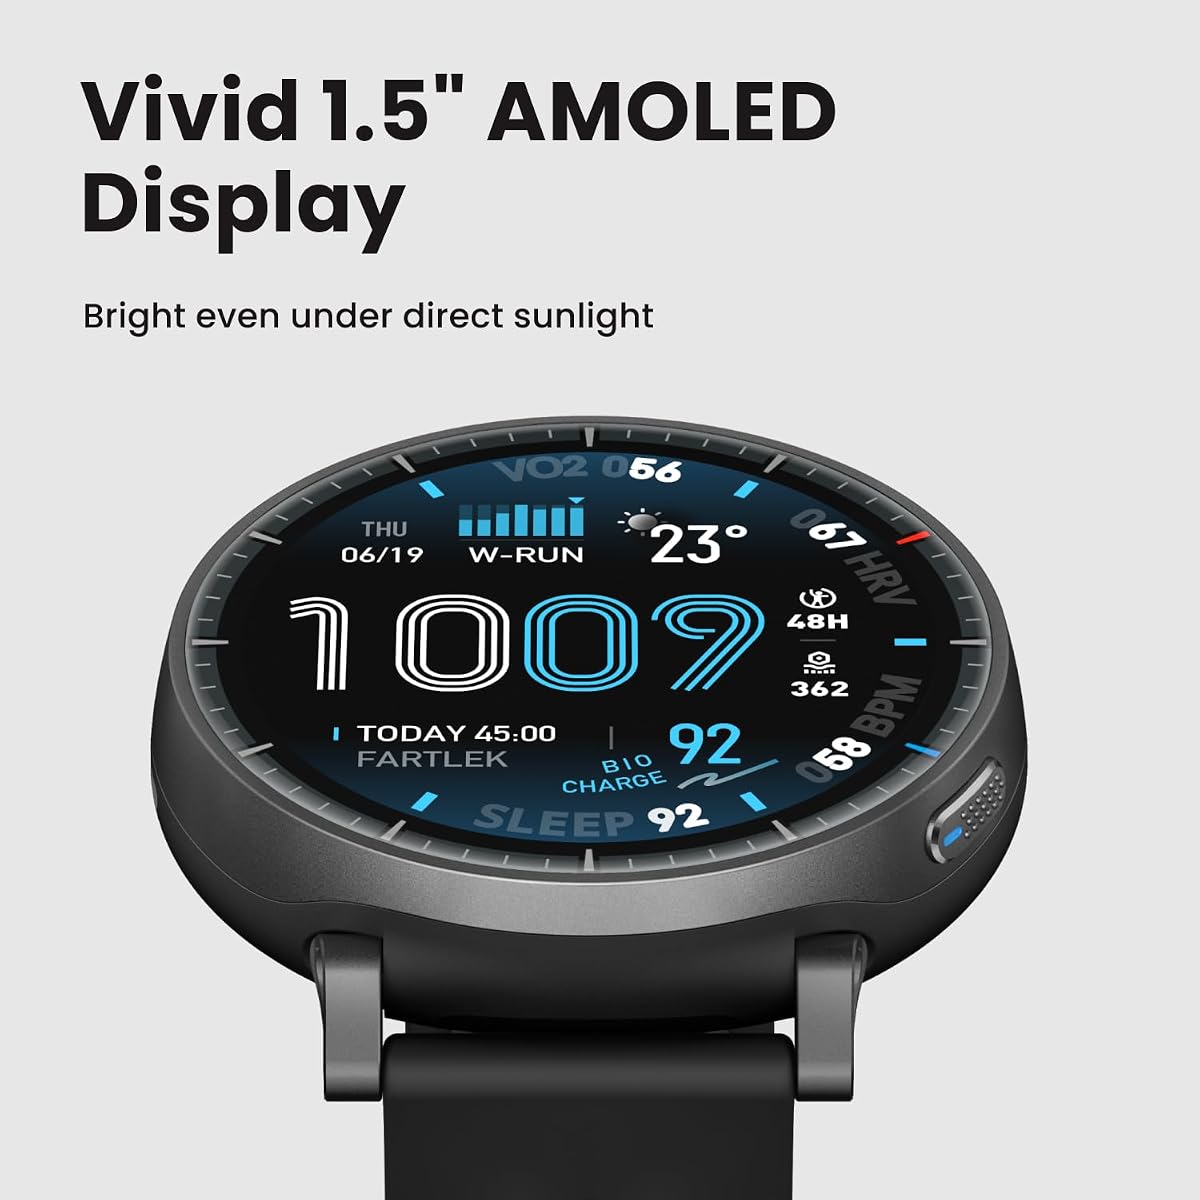 Vivid 1.5" AMOLED
Display
Bright even under direct sunlight
VO2 056
THU
06/19
W-RUN
23°
067 HRV
1009
48H
362
TODAY 45:00
FARTLEK
BIO
CHARGE
92
058 BPM
SLEEP 92